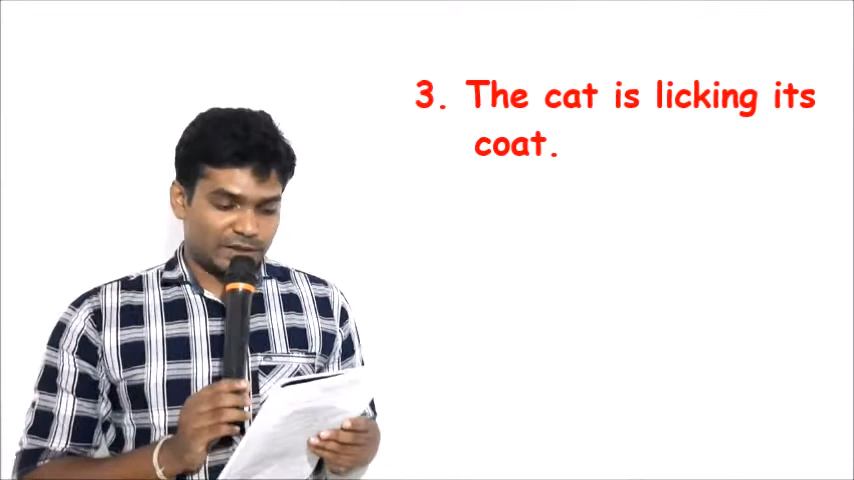 3. The cat is licking its
coat.